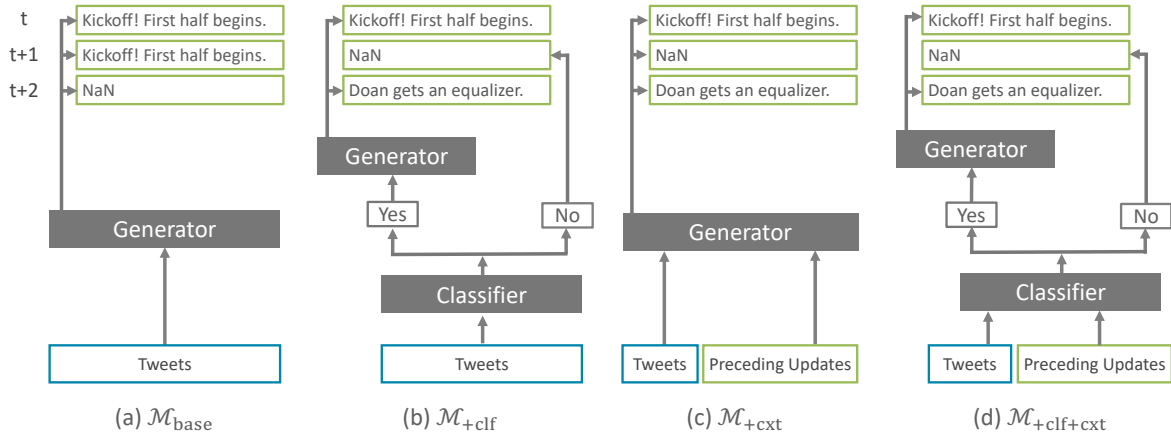 t
Kickoff! First half begins.
Kickoff! First half begins.
Kickoff! First half begins.
Kickoff! First half begins.
t+1
Kickoff! First half begins.
NaN
NaN
NaN
t+2
NaN
Doan gets an equalizer.
Doan gets an equalizer.
Doan gets an equalizer.
Generator
Generator
Yes
No
Yes
No
Generator
Generator
Classifier
Classifier
Tweets
Tweets
Tweets
Preceding Updates
Tweets
Preceding Updates
(a) ℳbase
(b) ℳ+clf
(c) ℳ+cxt
(d) ℳ+clf+cxt